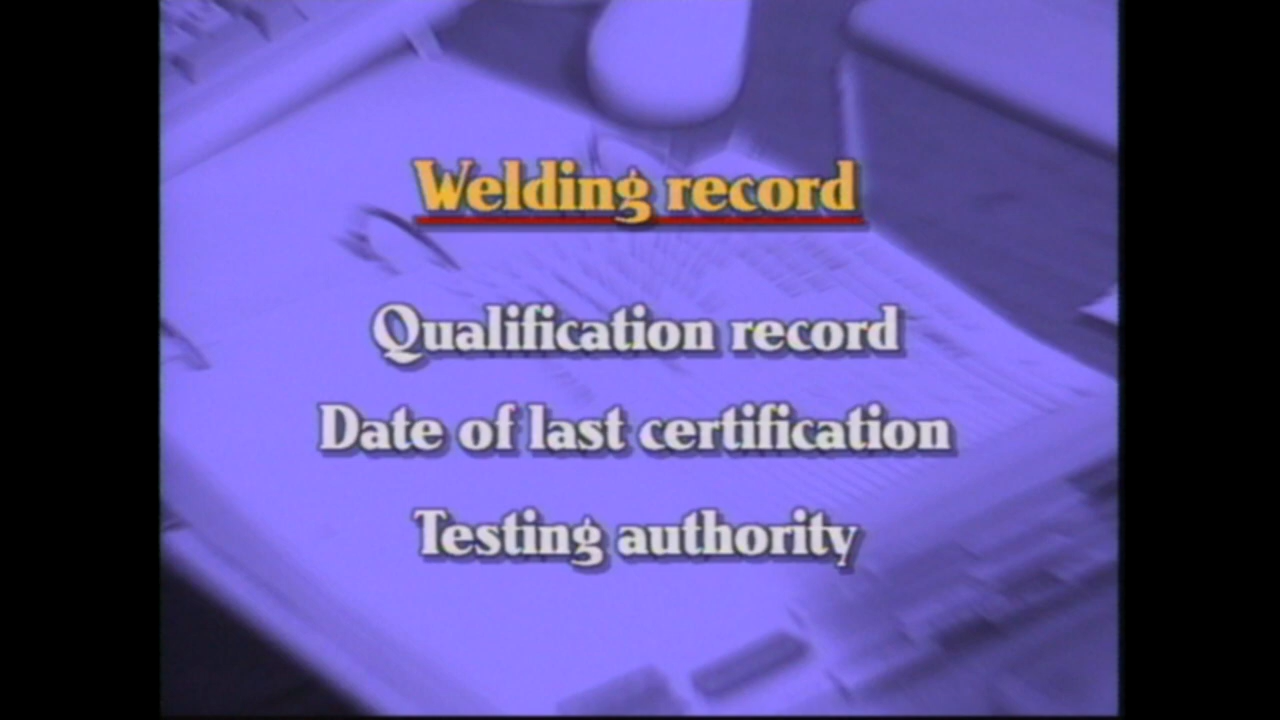 Welding record
Qualification record
Date of last certification
Testing authority